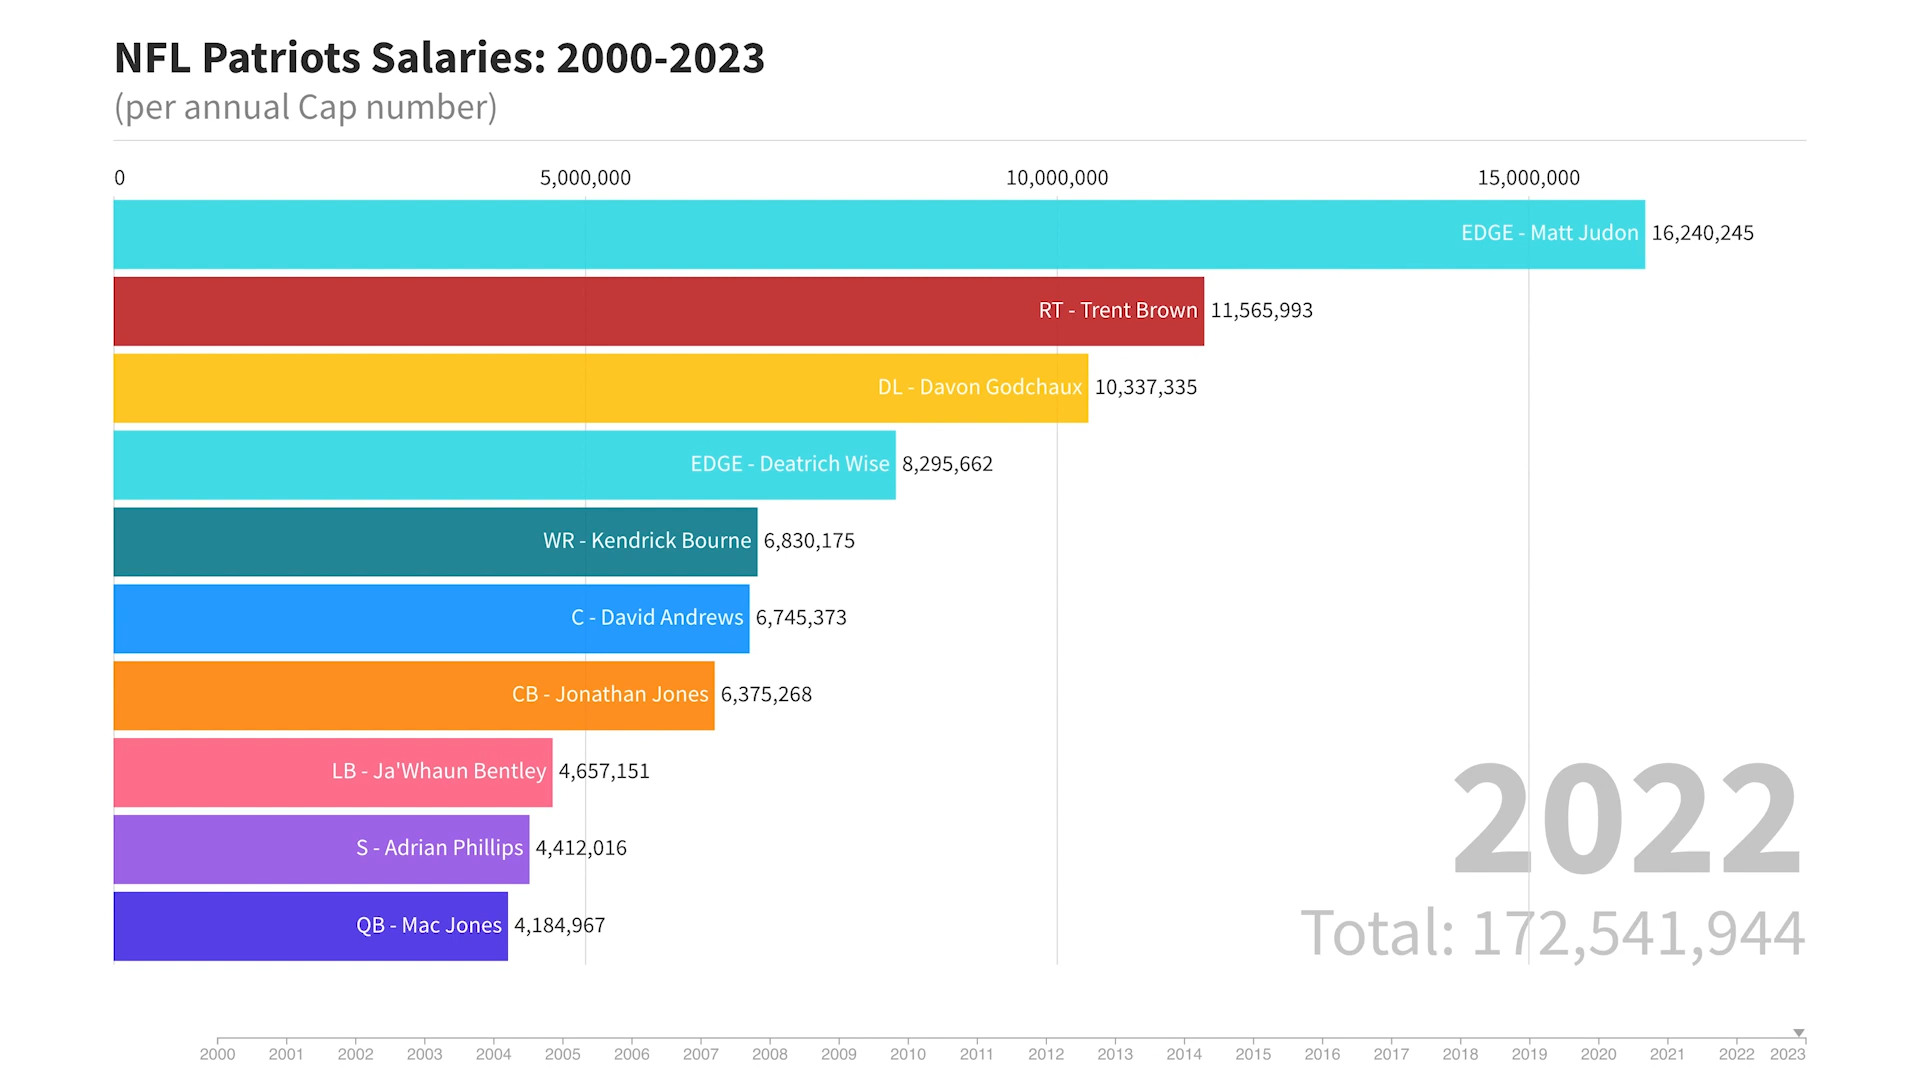 NFL Patriots Salaries: 2000-2023
(per annual Cap number)
0 5,000,000 10,000,000 15,000,000
EDGE - Matt Judon 16,240,245
RT - Trent Brown 11,565,993
DL - Davon Godchaux 10,337,335
EDGE - Deatrich Wise 8,295,662
WR - Kendrick Bourne 6,830,175
C - David Andrews 6,745,373
CB - Jonathan Jones 6,375,268
LB - Ja'Whaun Bentley 4,657,151
S - Adrian Phillips 4,412,016
QB - Mac Jones 4,184,967
2022
Total: 172,541,944
2000 2001 2002 2003 2004 2005 2006 2007 2008 2009 2010 2011 2012 2013 2014 2015 2016 2017 2018 2019 2020 2021 2022 2023